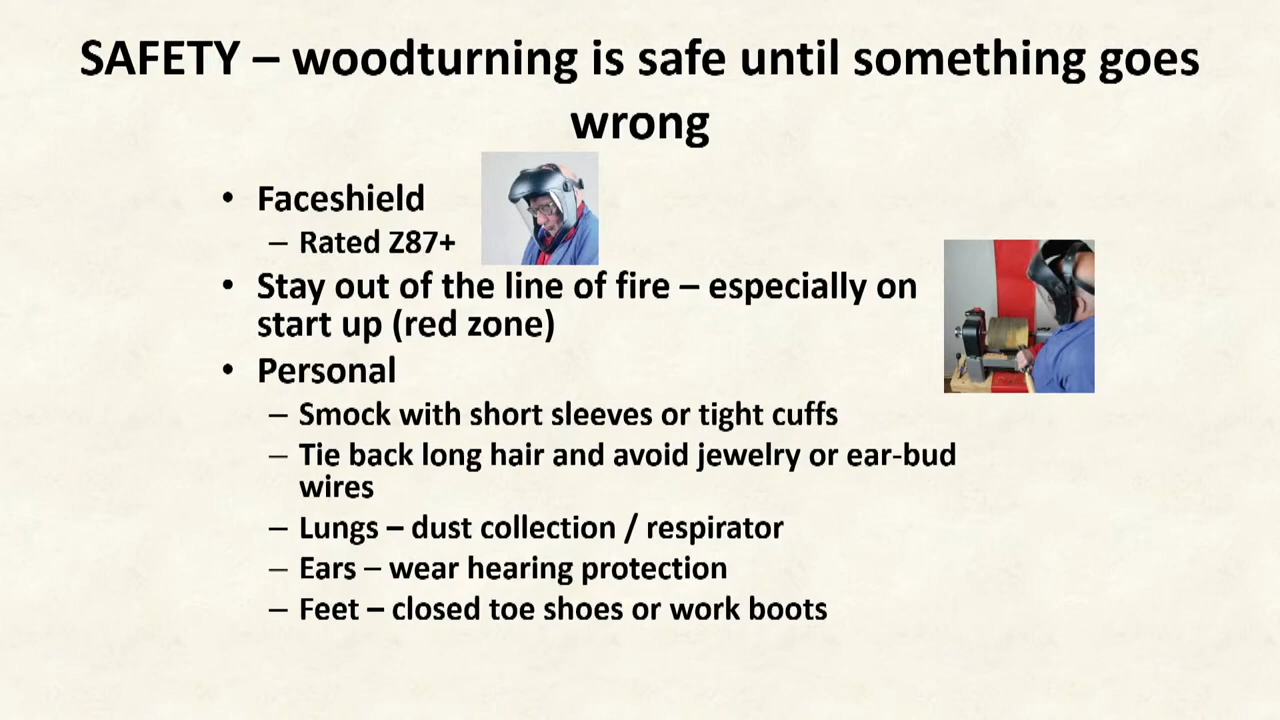 SAFETY – woodturning is safe until something goes
wrong
• Faceshield
– Rated Z87+
• Stay out of the line of fire – especially on
start up (red zone)
• Personal
– Smock with short sleeves or tight cuffs
– Tie back long hair and avoid jewelry or ear-bud
wires
– Lungs – dust collection / respirator
– Ears – wear hearing protection
– Feet – closed toe shoes or work boots